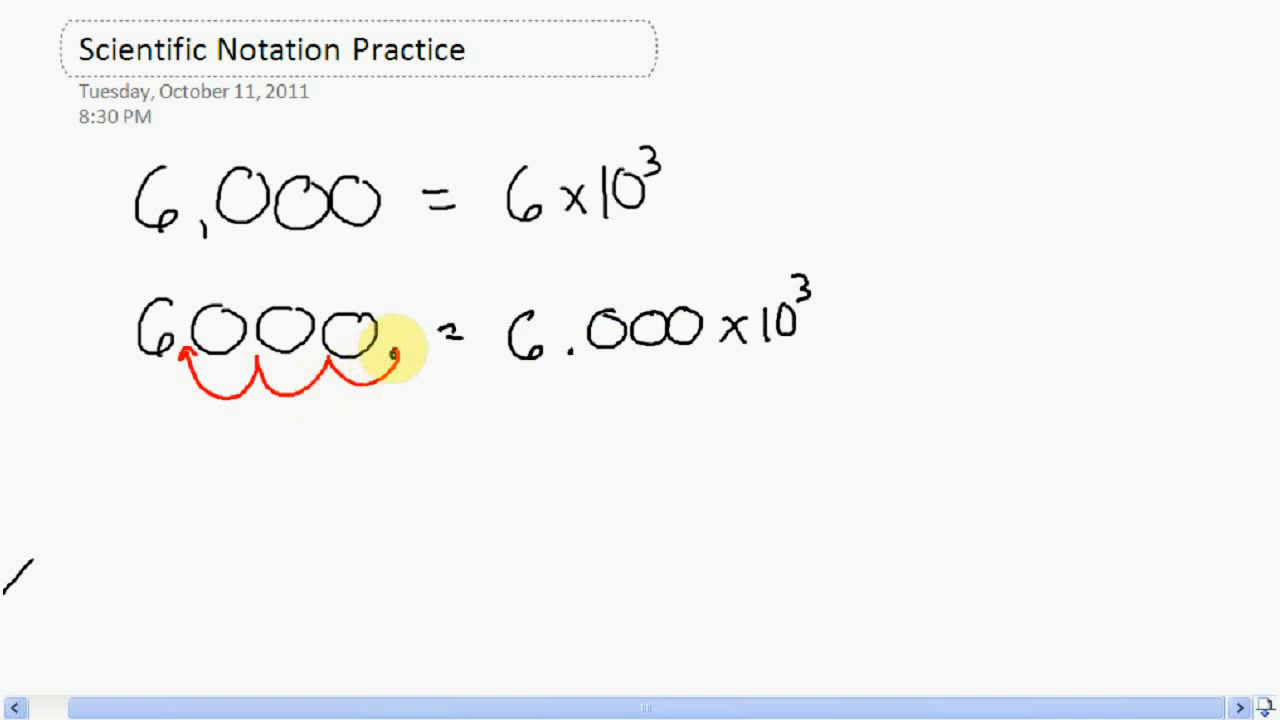 Scientific Notation Practice
Tuesday, October 11, 2011
8:30 PM
6,000 = 6 x 10³
6000. = 6.000 x 10³